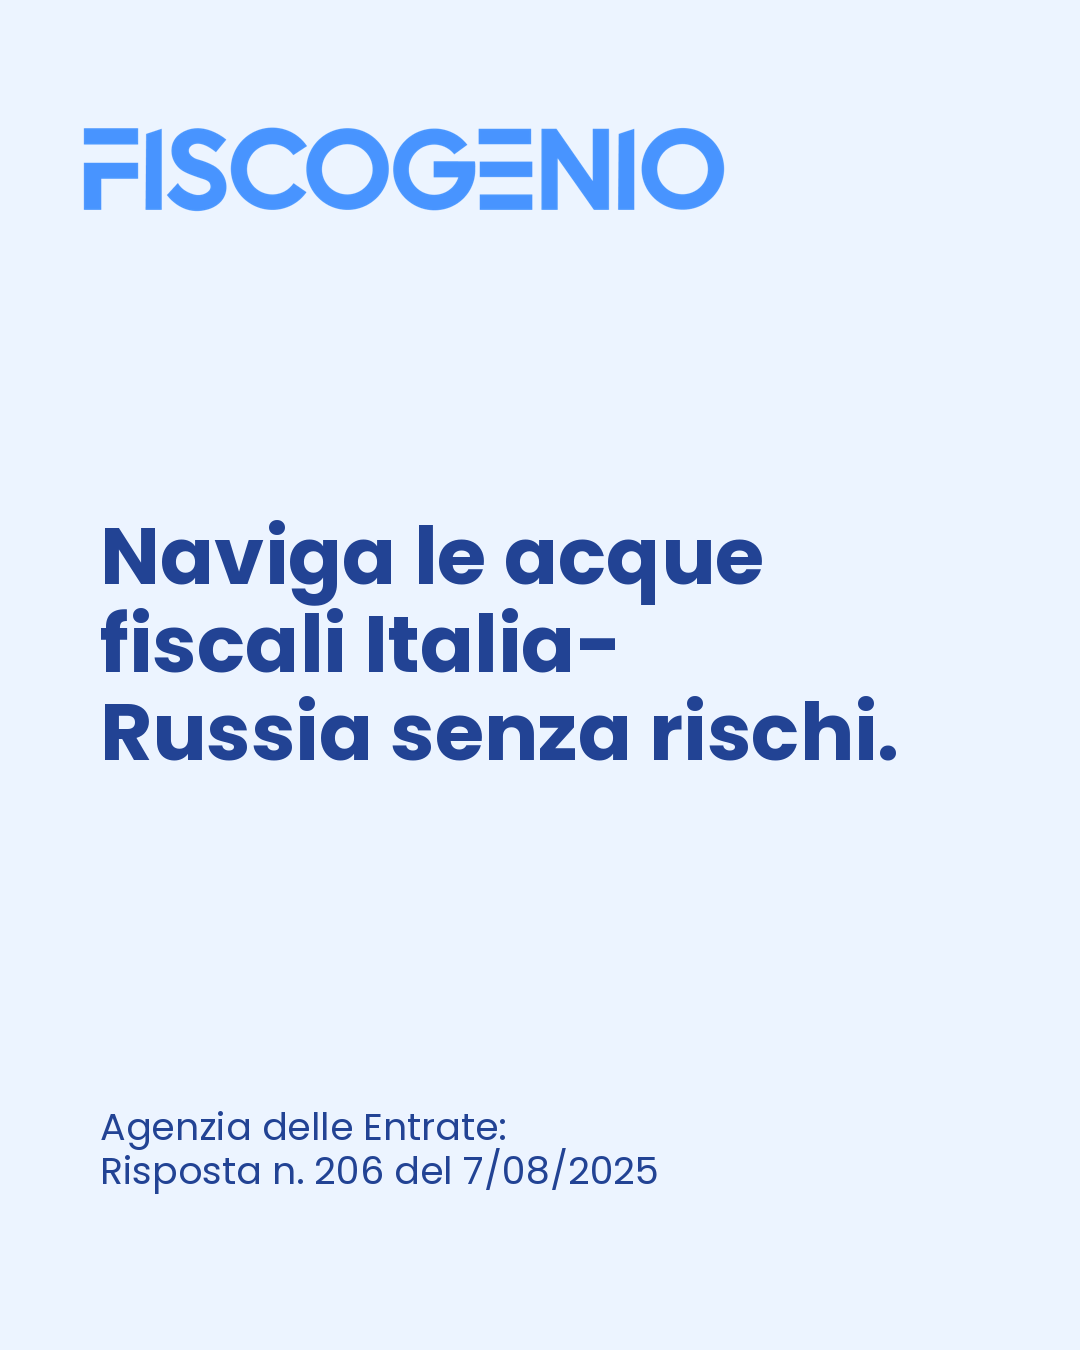 FISCOGENIO
Naviga le acque
fiscali Italia-
Russia senza rischi.
Agenzia delle Entrate:
Risposta n. 206 del 7/08/2025